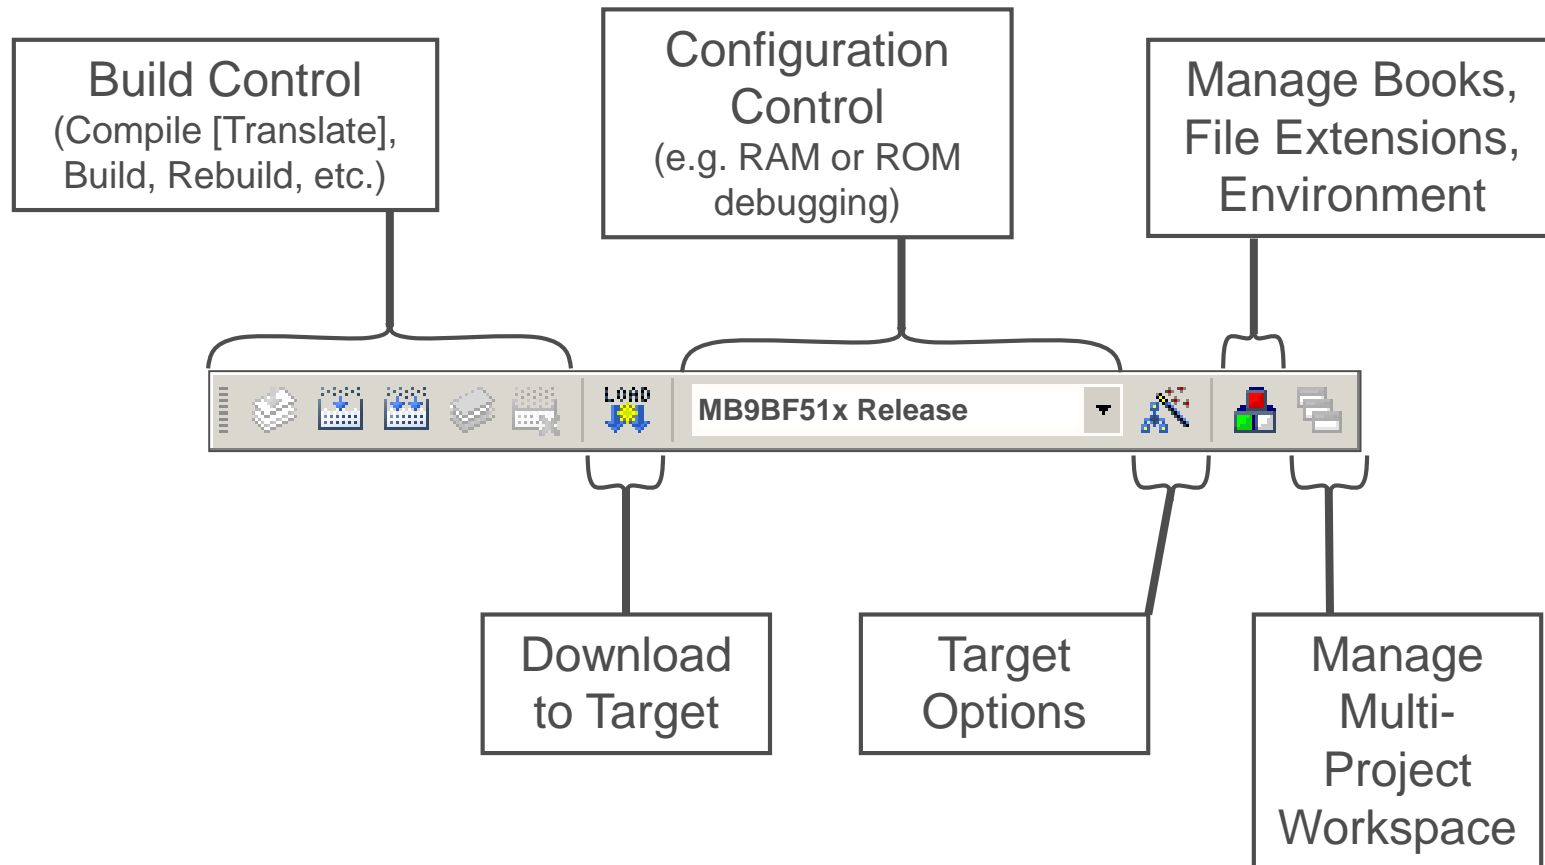 Build Control
(Compile [Translate],
Build, Rebuild, etc.)
Configuration
Control
(e.g. RAM or ROM
debugging)
Manage Books,
File Extensions,
Environment
LOAD
MB9BF51x Release
Download
to Target
Target
Options
Manage
Multi-
Project
Workspace